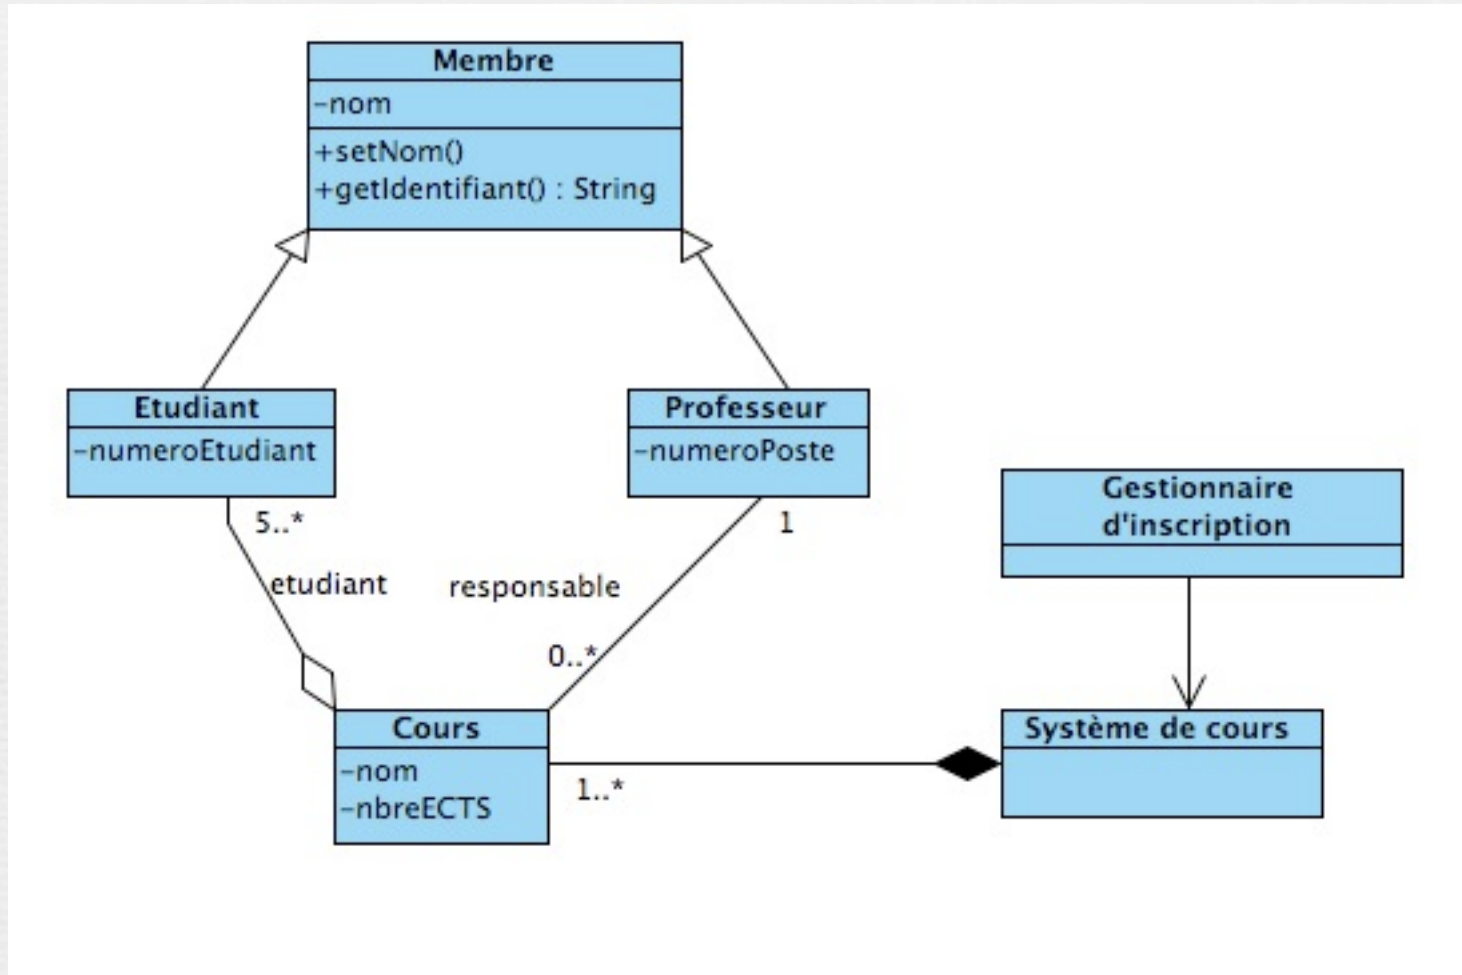 Membre
-nom
+setNom()
+getIdentifiant() : String
Etudiant
-numeroEtudiant
Professeur
-numeroPoste
Gestionnaire
d'inscription
5..*
1
etudiant
responsable
0..*
Cours
-nom
-nbreECTS
1..*
Système de cours